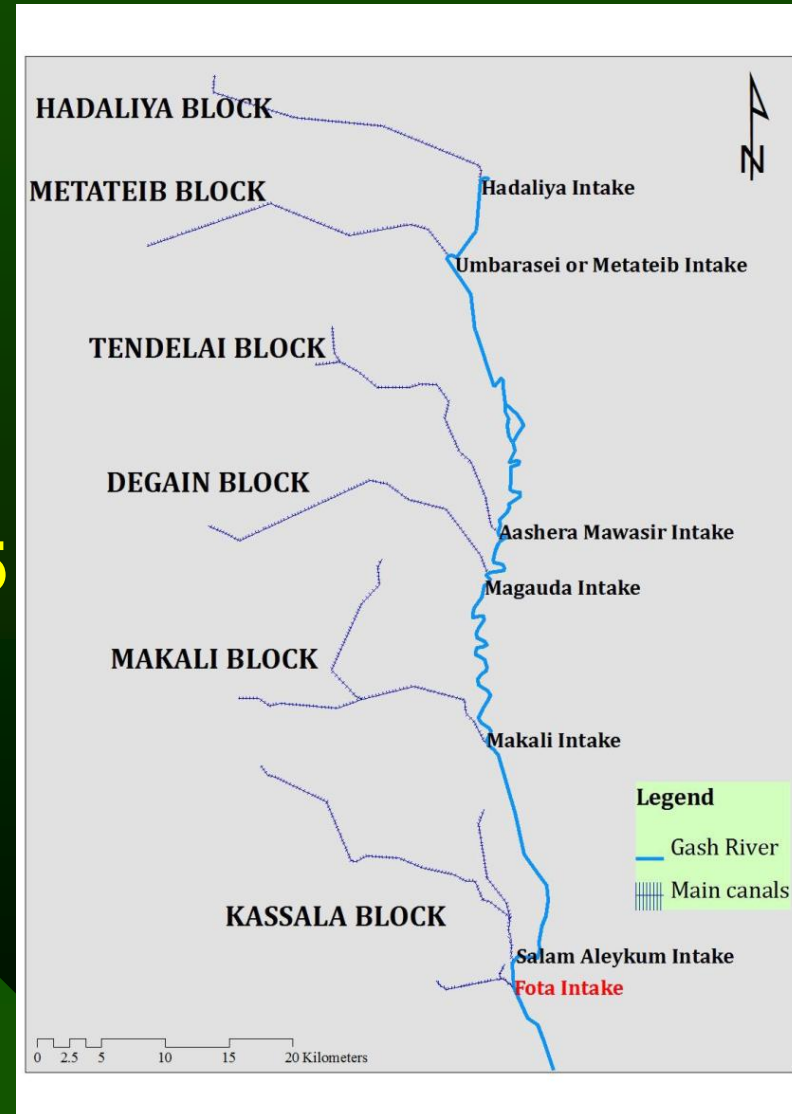 HADALIYA BLOCK
Hadaliya Intake
METATEIB BLOCK
Umbarasei or Metateib Intake
TENDELAI BLOCK
DEGAIN BLOCK
Aashera Mawasir Intake
Magauda Intake
MAKALI BLOCK
Makali Intake
KASSALA BLOCK
Salam Aleykum Intake
Fota Intake
N
Legend
Gash River
Main canals
0 2.5 5 10 15 20 Kilometers
5